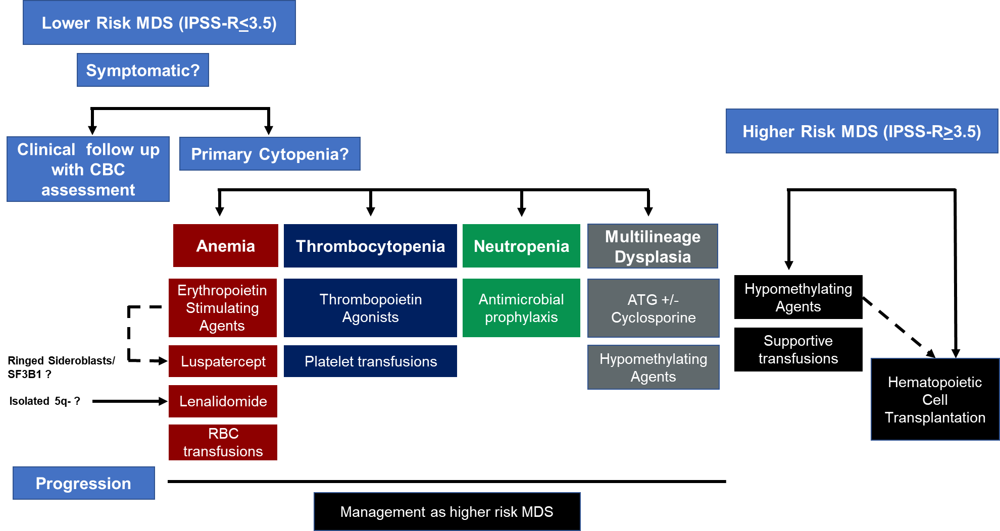 Lower Risk MDS (IPSS-R≤3.5)
Symptomatic?
Clinical follow up
with CBC
assessment
Primary Cytopenia?
Higher Risk MDS (IPSS-R≥3.5)
Anemia
Erythropoietin
Stimulating
Agents
Luspatercept
Lenalidomide
RBC
transfusions
Ringed Sideroblasts/
SF3B1 ?
Isolated 5q- ?
Thrombocytopenia
Thrombopoietin
Agonists
Platelet transfusions
Neutropenia
Antimicrobial
prophylaxis
Multilineage
Dysplasia
ATG +/-
Cyclosporine
Hypomethylating
Agents
Hypomethylating
Agents
Supportive
transfusions
Hematopoietic
Cell
Transplantation
Progression
Management as higher risk MDS